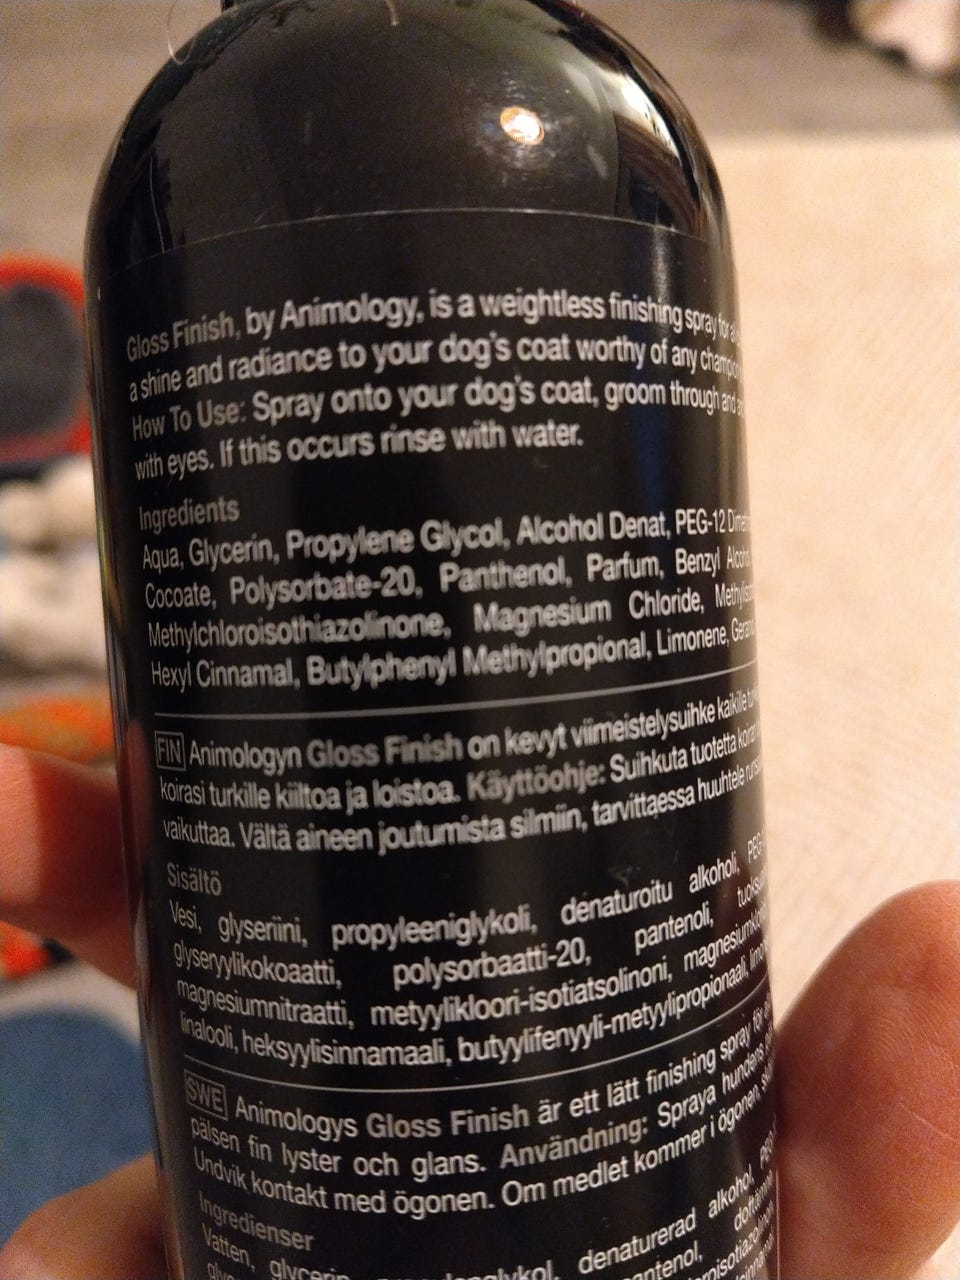 Gloss Finish, by Animology, is a weightless finishing spray for a
a shine and radiance to your dog's coat worthy of any
How To Use: Spray onto your dog's coat, groom through and
with eyes. If this occurs rinse with water.
Ingredients
Aqua, Glycerin, Propylene Glycol, Alcohol Denat, PEG-12
Cocoate, Polysorbate-20, Panthenol, Parfum, Benzyl
Methylchloroisothiazolinone, Magnesium Chloride,
Hexyl Cinnamal, Butylphenyl Methylpropional, Limonene,
FIN Animologyn Gloss Finish on kevyt viimeistelysuihke kaikille
koirasi turkille kiiltoa ja loistoa. Käyttöohje: Suihkuta tuotetta
vaikuttaa. Vältä aineen joutumista silmiin, tarvittaessa huuhtele
Sisältö
Vesi, glyseriini, propyleeniglykoli, denaturoitu alkoholi,
glyseryylikokoaatti, polysorbaatti-20, pantenoli,
magnesiumnitraatti, metyylikloori-isotiatsolinoni,
linalooli, heksyylisinnamaali, butyylifenyyli-metyylipropionaali,
SWE Animologys Gloss Finish är ett lätt finishing spray för
pälsen fin lyster och glans. Användning: Spraya hundens
Undvik kontakt med ögonen. Om medlet kommer i ögonen,
Ingredienser
Vatten, glycerin, denaturerad alkohol,